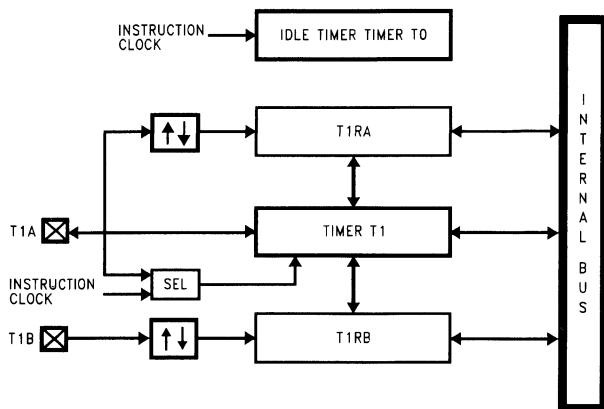 INSTRUCTION
CLOCK
IDLE TIMER TIMER T0
T1RA
T1A
TIMER T1
INSTRUCTION
CLOCK
SEL
T1B
T1RB
INTERNAL BUS